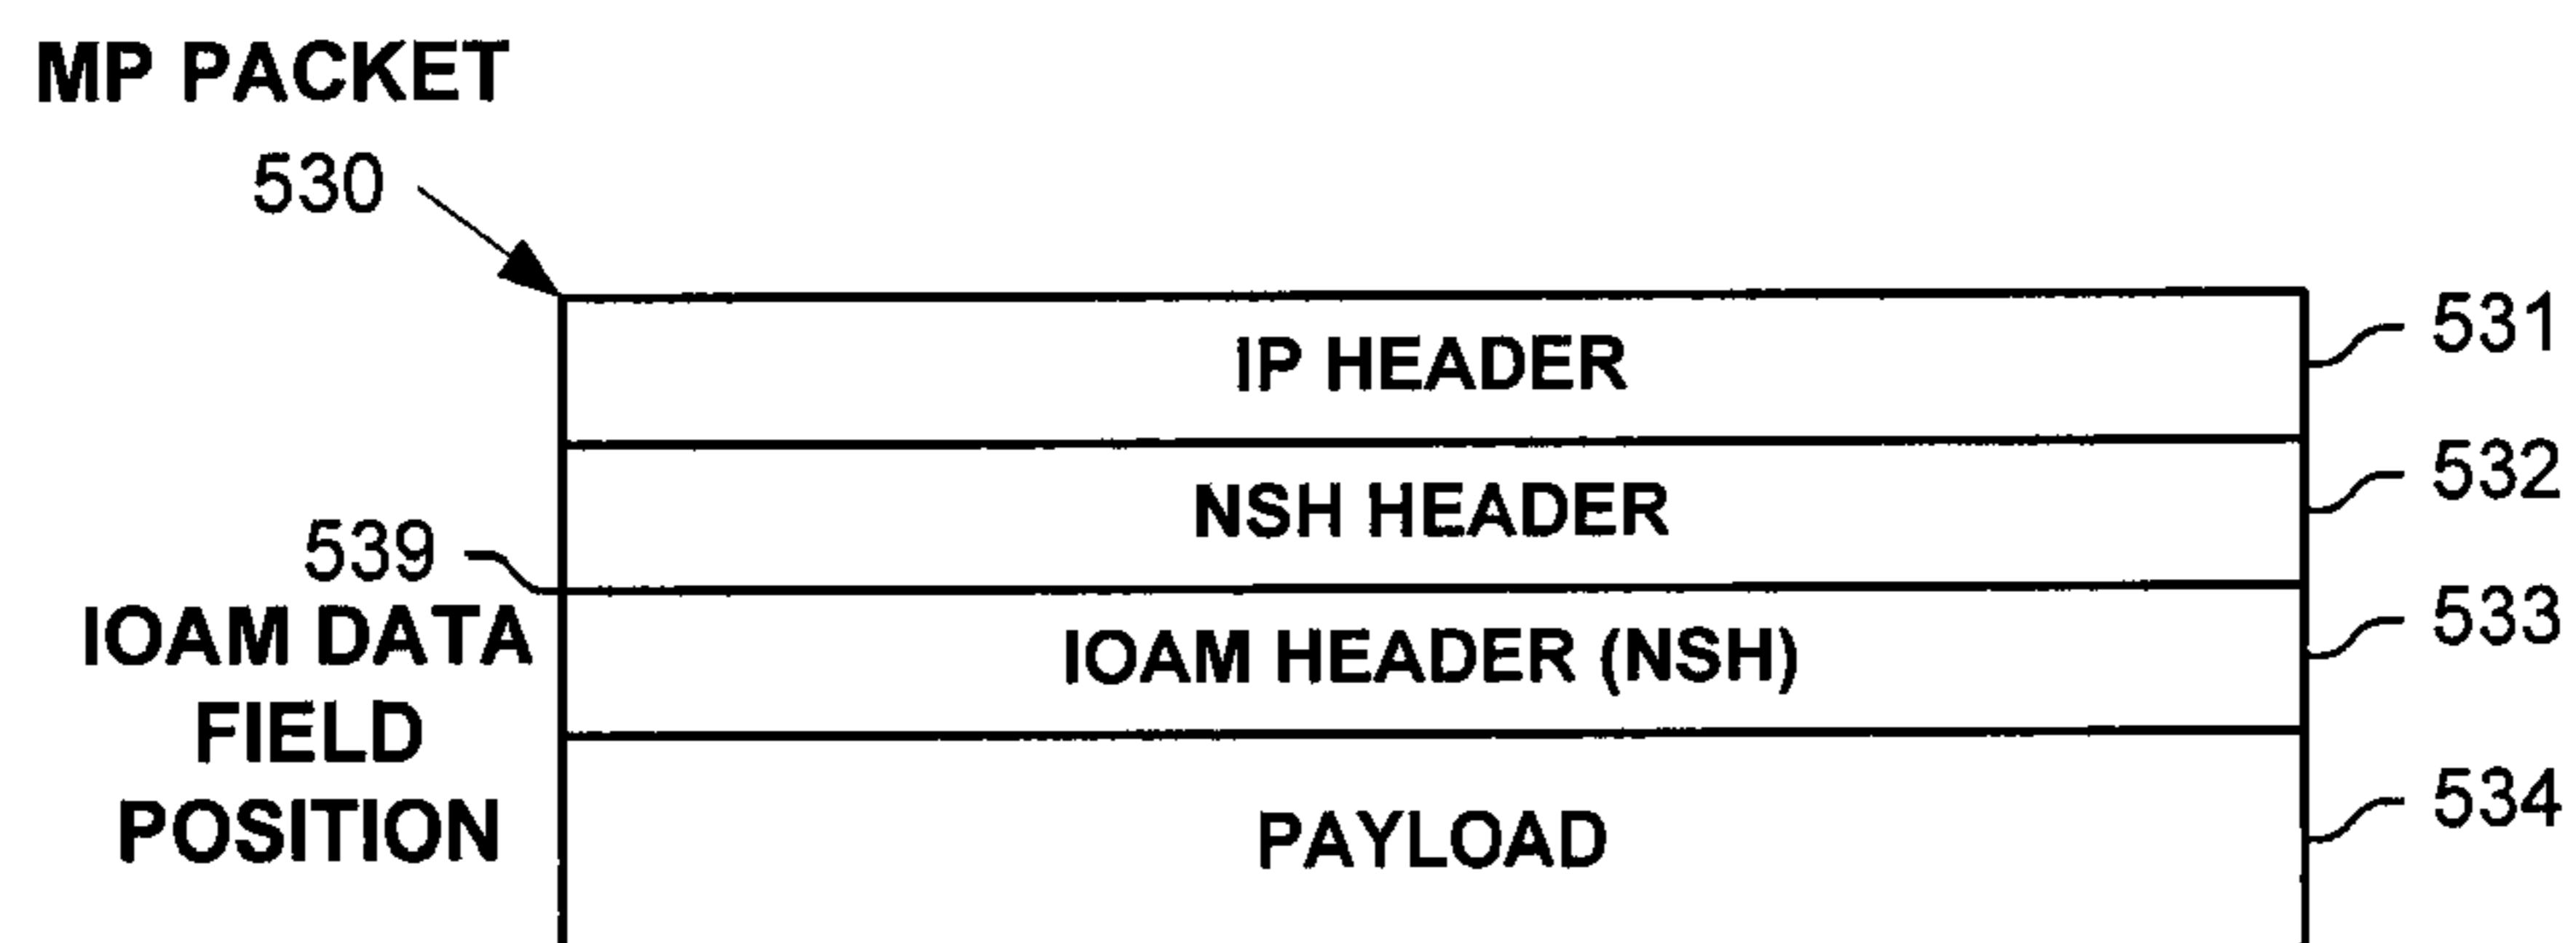 MP PACKET
530
IP HEADER
531
NSH HEADER
532
539
IOAM DATA
FIELD
POSITION
IOAM HEADER (NSH)
533
PAYLOAD
534